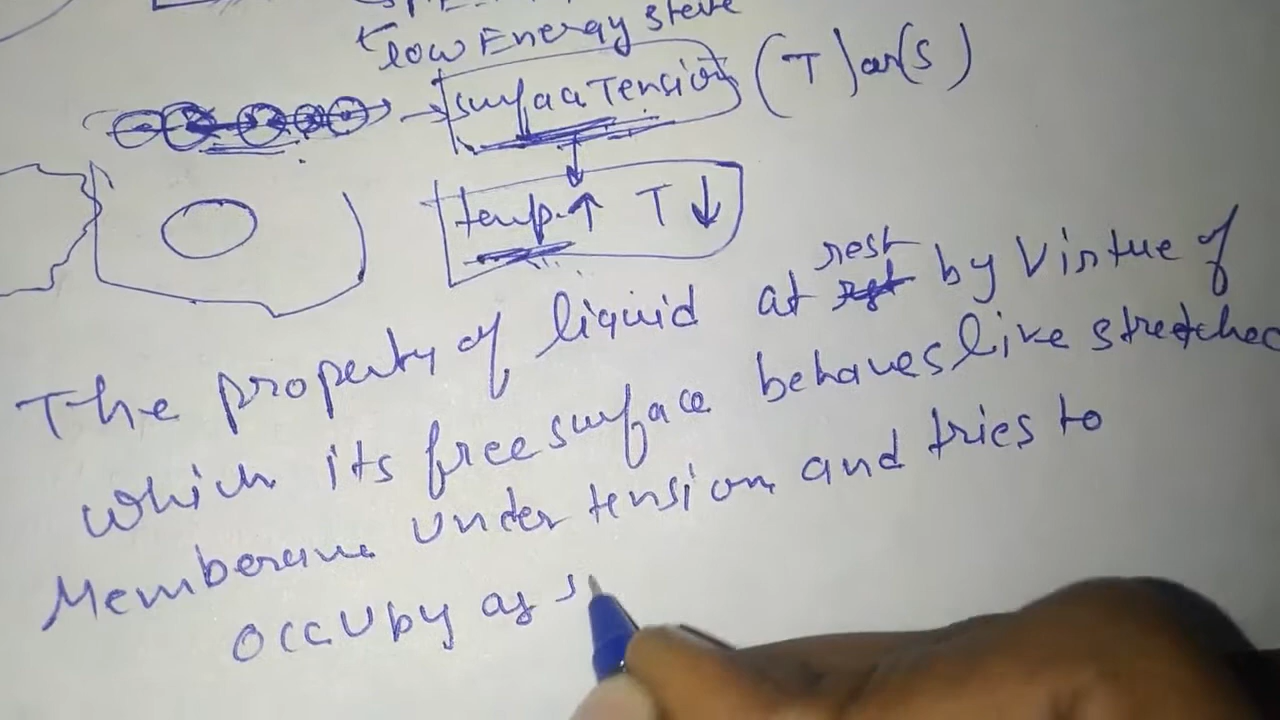 low Energy State
surface Tension (T) or (S)
temp.↑ T↓
rest
The property of liquid at by Virtue of
which its free surface behaves like stretched
Memberane under tension and tries to
occuby as s